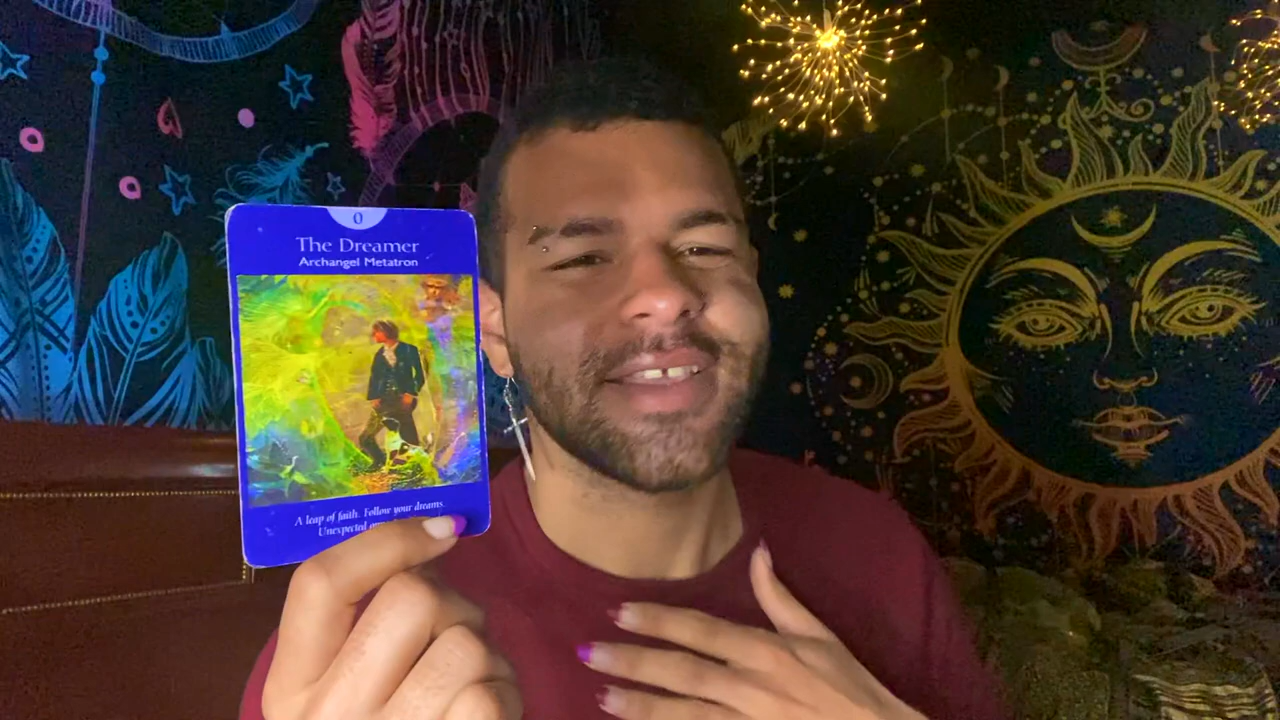 0
The Dreamer
Archangel Metatron
A leap of faith. Follow your dreams.
Unexpected